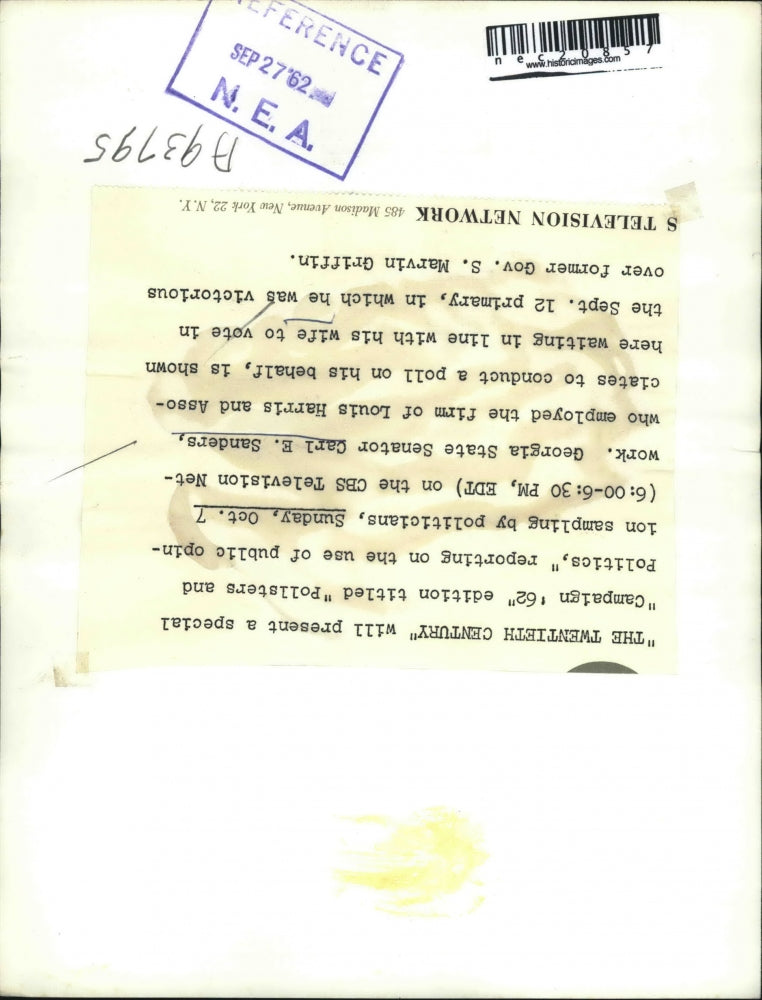 REFERENCE
SEP 27 '62
N. E. A.
nec20857
www.historicimages.com
A93795
"THE TWENTIETH CENTURY" will present a special
"Campaign '62" edition titled "Pollsters and
Politics," reporting on the use of public opin-
ion sampling by politicians, Sunday, Oct. 7
(6:00-6:30 PM, EDT) on the CBS Television Net-
work. Georgia State Senator Carl E. Sanders,
who employed the firm of Louis Harris and Asso-
ciates to conduct a poll on his behalf, is shown
here waiting in line with his wife to vote in
the Sept. 12 primary, in which he was victorious
over former Gov. S. Marvin Griffin.
S TELEVISION NETWORK 485 Madison Avenue, New York 22, N.Y.